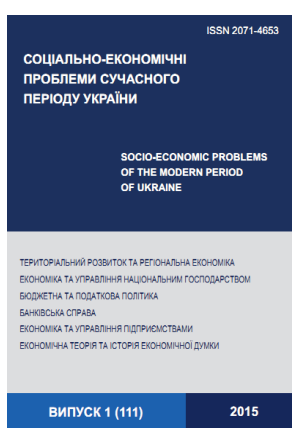 ISSN 2071-4653
СОЦІАЛЬНО-ЕКОНОМІЧНІ
ПРОБЛЕМИ СУЧАСНОГО
ПЕРІОДУ УКРАЇНИ
SOCIO-ECONOMIC PROBLEMS
OF THE MODERN PERIOD
OF UKRAINE
ТЕРИТОРІАЛЬНИЙ РОЗВИТОК ТА РЕГІОНАЛЬНА ЕКОНОМІКА
ЕКОНОМІКА ТА УПРАВЛІННЯ НАЦІОНАЛЬНИМ ГОСПОДАРСТВОМ
БЮДЖЕТНА ТА ПОДАТКОВА ПОЛІТИКА
БАНКІВСЬКА СПРАВА
ЕКОНОМІКА ТА УПРАВЛІННЯ ПІДПРИЄМСТВАМИ
ЕКОНОМІЧНА ТЕОРІЯ ТА ІСТОРІЯ ЕКОНОМІЧНОЇ ДУМКИ
ВИПУСК 1 (111)
2015